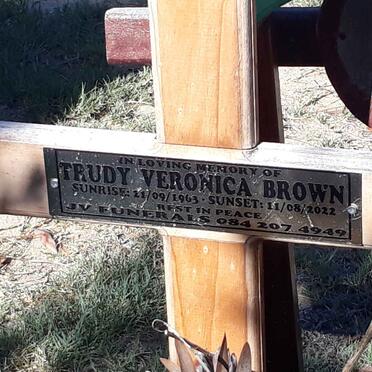 IN LOVING MEMORY OF
TRUDY VERONICA BROWN
SUNRISE: 21/09/1963 - SUNSET: 11/08/2022
REST IN PEACE
JV FUNERALS 084 207 4949